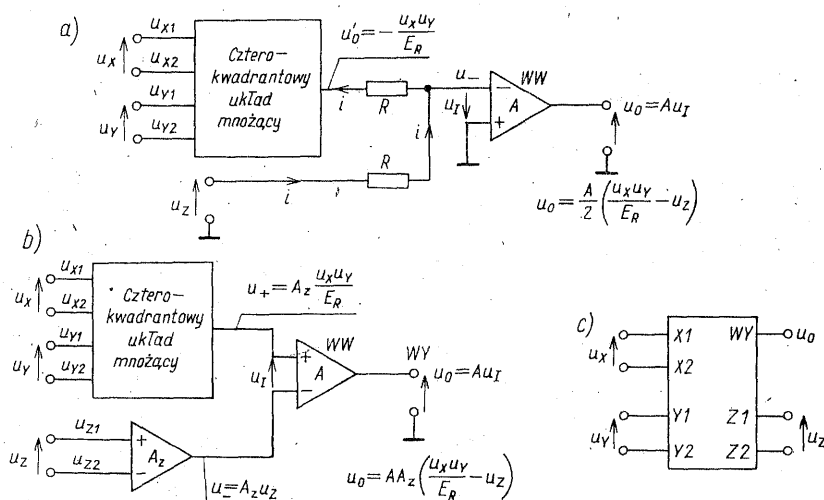 a)
u_X1
u_X2
u_Y1
u_Y2
u_X
u_Y
Cztero-
kwadrantowy
układ
mnożący
u'_0 = - u_X u_Y / E_R
i
R
u_-
u_I
i
WW
-
A
+
u_0 = A u_I
u_Z
i
R
u_0 = A/2 ( u_X u_Y / E_R - u_Z )
b)
u_X1
u_X2
u_Y1
u_Y2
u_X
u_Y
Cztero-
kwadrantowy
układ
mnożący
u_+ = A_Z u_X u_Y / E_R
u_I
WW
+
A
-
WY
u_0 = A u_I
u_Z1
u_Z2
u_Z
+
A_Z
-
u_- = A_Z u_Z
u_0 = A A_Z ( u_X u_Y / E_R - u_Z )
c)
X1
X2
Y1
Y2
WY
Z1
Z2
u_X
u_Y
u_0
u_Z